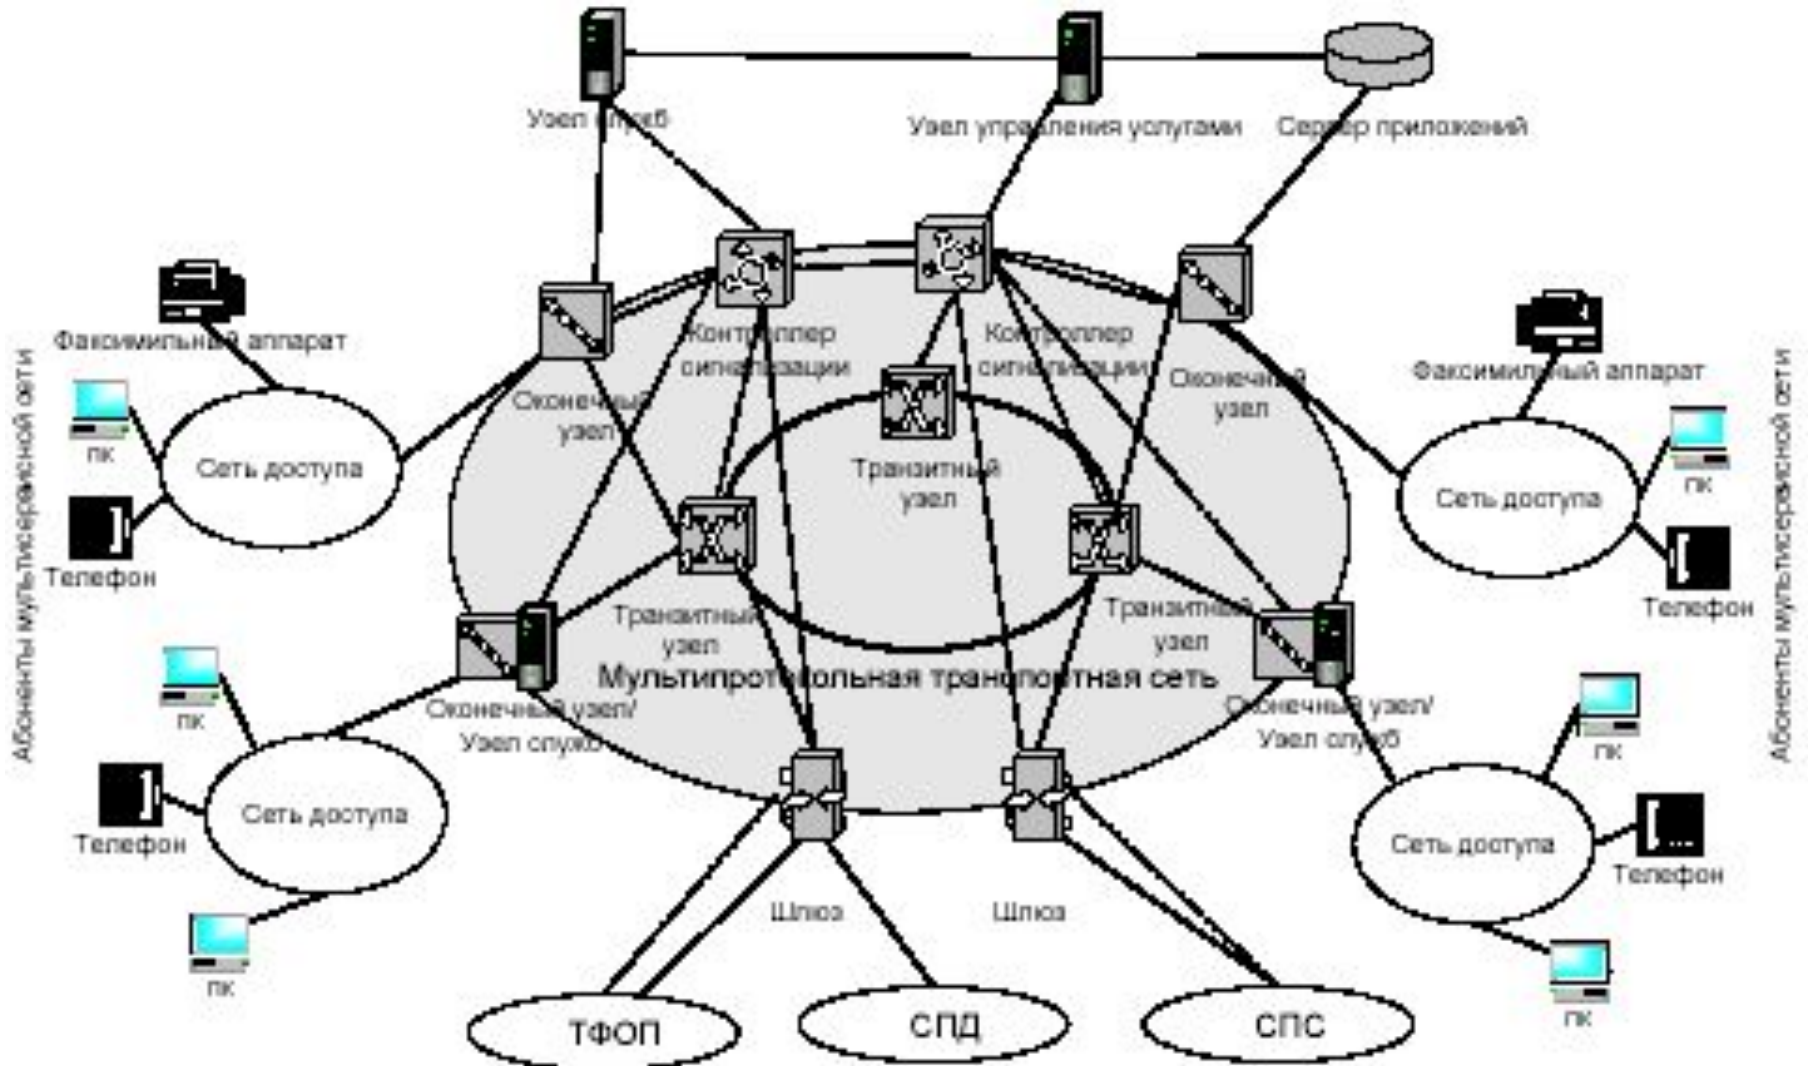 Узел служб
Узел управления услугами
Сервер приложений
Факсимильный аппарат
Контроллер
сигнализации
Контроллер
сигнализации
Оконечный
узел
Оконечный
узел
Факсимильный аппарат
Абоненты мультисервисной сети
Абоненты мультисервисной сети
ПК
Сеть доступа
Телефон
Транзитный
узел
ПК
Сеть доступа
Телефон
Транзитный
узел
Транзитный
узел
Мультипротокольная транспортная сеть
Оконечный узел/
Узел служб
Оконечный узел/
Узел служб
ПК
Телефон
Сеть доступа
ПК
ПК
Сеть доступа
Телефон
ПК
Шлюз
Шлюз
ТФОП
СПД
СПС